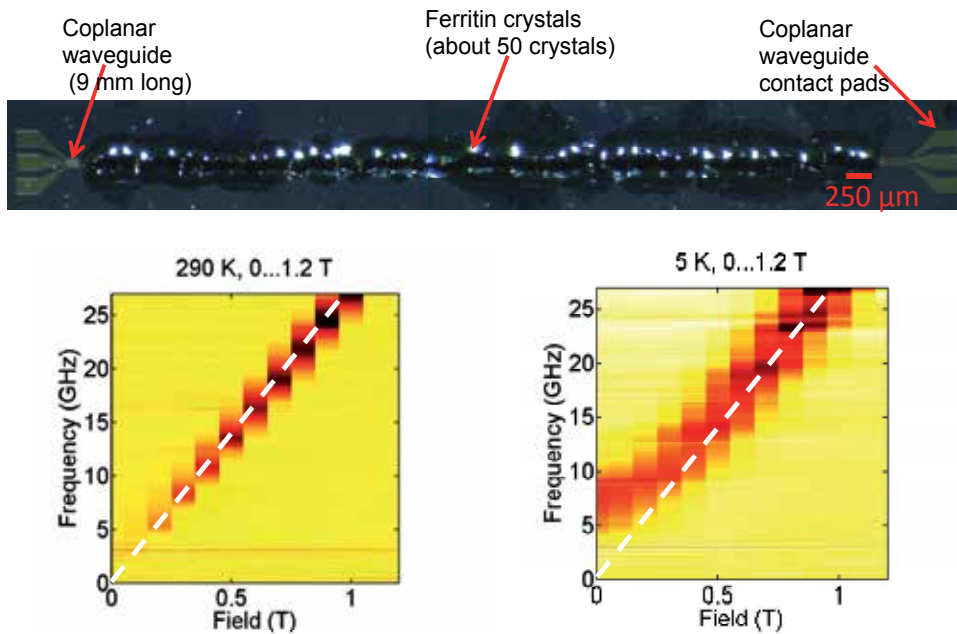 Coplanar
waveguide
(9 mm long)
Ferritin crystals
(about 50 crystals)
Coplanar
waveguide
contact pads
250 µm
290 K, 0...1.2 T
Frequency (GHz)
25
20
15
10
5
0
0
0.5
1
Field (T)
5 K, 0...1.2 T
Frequency (GHz)
25
20
15
10
5
0
0
0.5
1
Field (T)